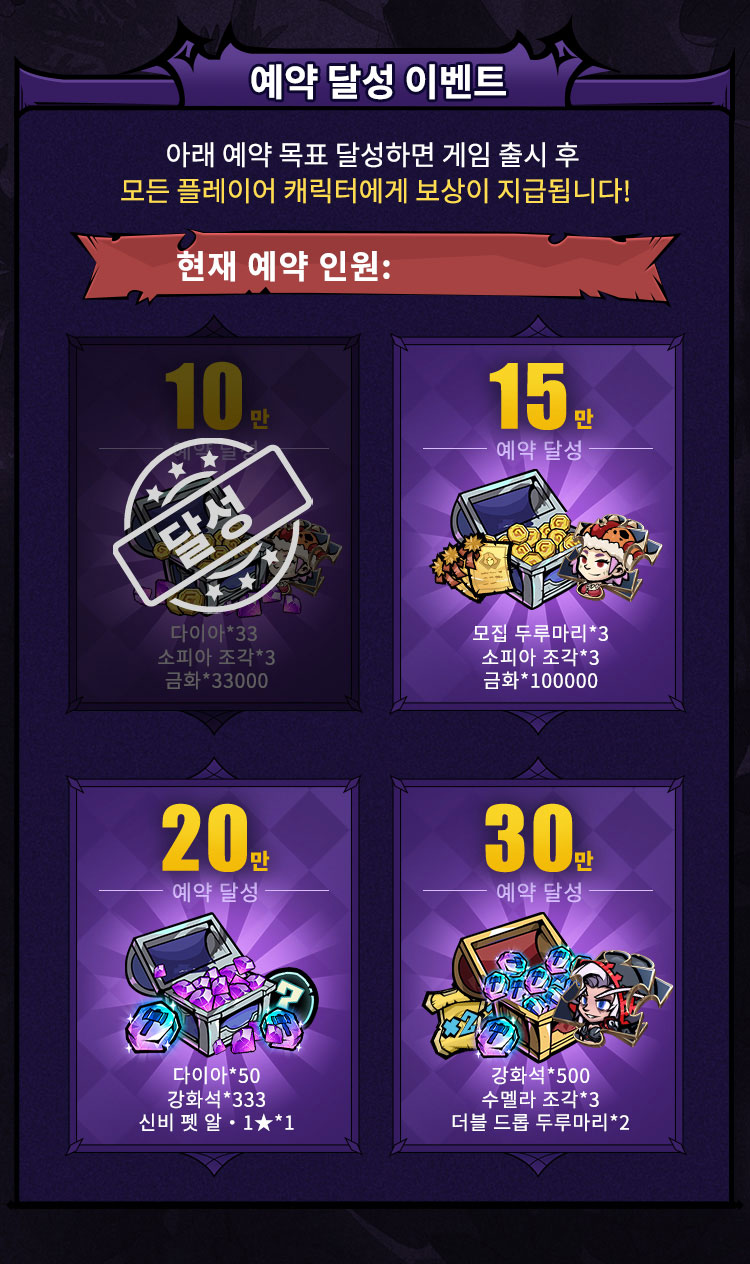 예약 달성 이벤트
아래 예약 목표 달성하면 게임 출시 후
모든 플레이어 캐릭터에게 보상이 지급됩니다!
현재 예약 인원:
10만
예약 달성
달성
다이아*33
소피아 조각*3
금화*33000
15만
예약 달성
모집 두루마리*3
소피아 조각*3
금화*100000
20만
예약 달성
?
다이아*50
강화석*333
신비 펫 알·1★*1
30만
예약 달성
×2
강화석*500
수멜라 조각*3
더블 드롭 두루마리*2